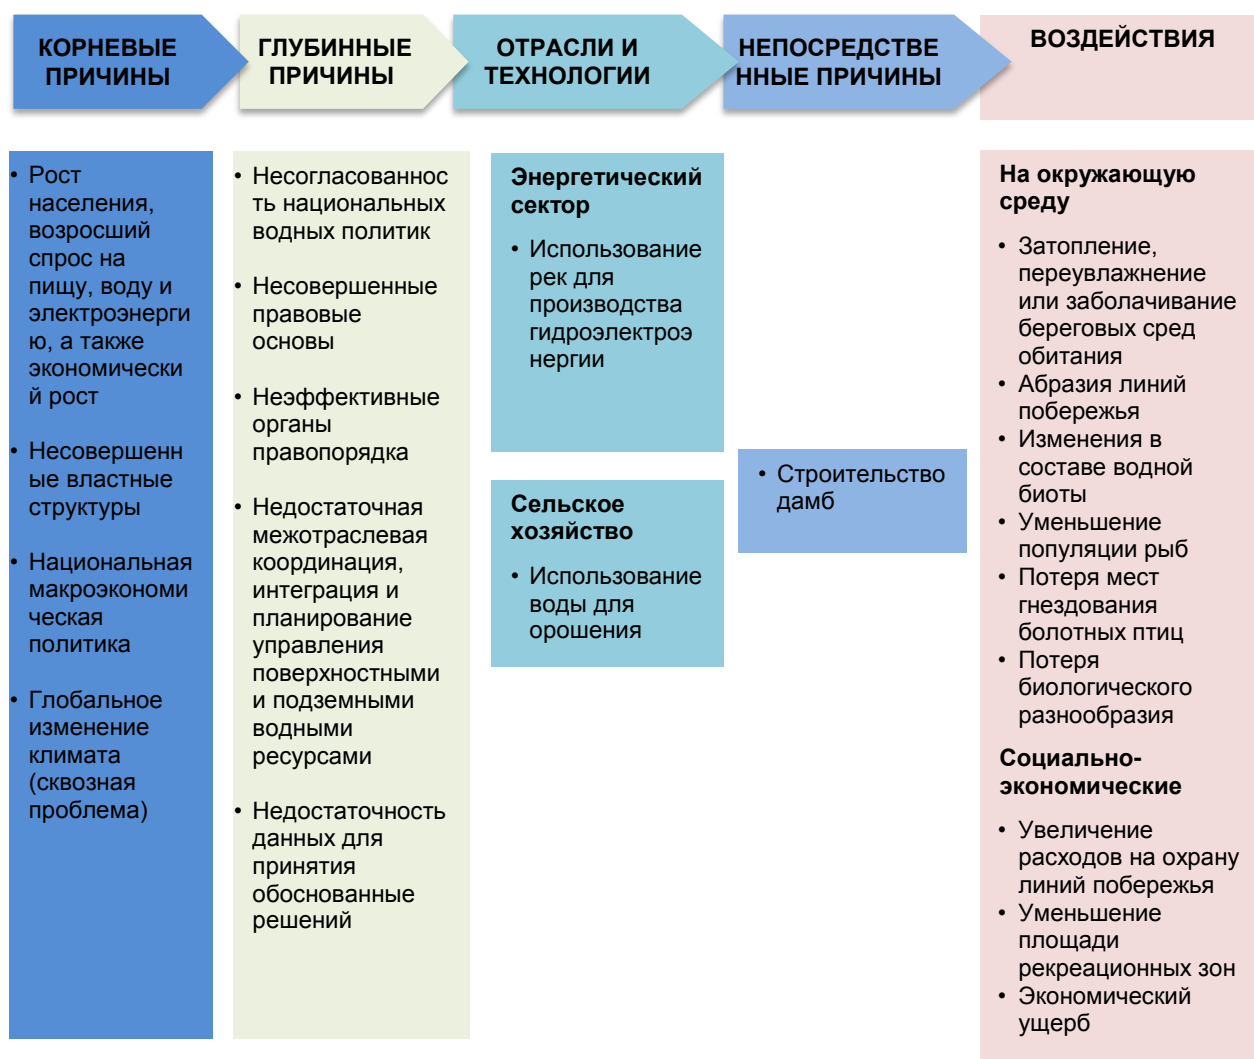 КОРНЕВЫЕ
ПРИЧИНЫ
ГЛУБИННЫЕ
ПРИЧИНЫ
ОТРАСЛИ И
ТЕХНОЛОГИИ
НЕПОСРЕДСТВЕ
ННЫЕ ПРИЧИНЫ
ВОЗДЕЙСТВИЯ
• Рост
населения,
возросший
спрос на
пищу, воду и
электроэнерги
ю, а также
экономически
й рост
• Несовершенн
ые властные
структуры
• Национальная
макроэкономи
ческая
политика
• Глобальное
изменение
климата
(сквозная
проблема)
• Несогласованнос
ть национальных
водных политик
• Несовершенные
правовые
основы
• Неэффективные
органы
правопорядка
• Недостаточная
межотраслевая
координация,
интеграция и
планирование
управления
поверхностными
и подземными
водными
ресурсами
• Недостаточность
данных для
принятия
обоснованные
решений
Энергетический
сектор
• Использование
рек для
производства
гидроэлектроэ
нергии
Сельское
хозяйство
• Использование
воды для
орошения
• Строительство
дамб
На окружающую
среду
• Затопление,
переувлажнение
или заболачивание
береговых сред
обитания
• Абразия линий
побережья
• Изменения в
составе водной
биоты
• Уменьшение
популяции рыб
• Потеря мест
гнездования
болотных птиц
• Потеря
биологического
разнообразия
Социально-
экономические
• Увеличение
расходов на охрану
линий побережья
• Уменьшение
площади
рекреационных зон
• Экономический
ущерб